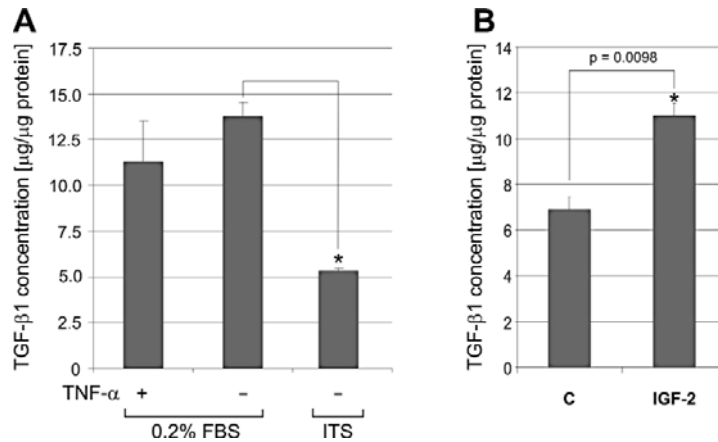 A
TGF-β1 concentration [μg/μg protein]
17.5
15.0
12.5
10.0
7.5
5.0
2.5
0
*
TNF-α + - -
0.2% FBS ITS
B
TGF-β1 concentration [μg/μg protein]
14
12
10
8
6
4
2
0
p = 0.0098
*
C IGF-2